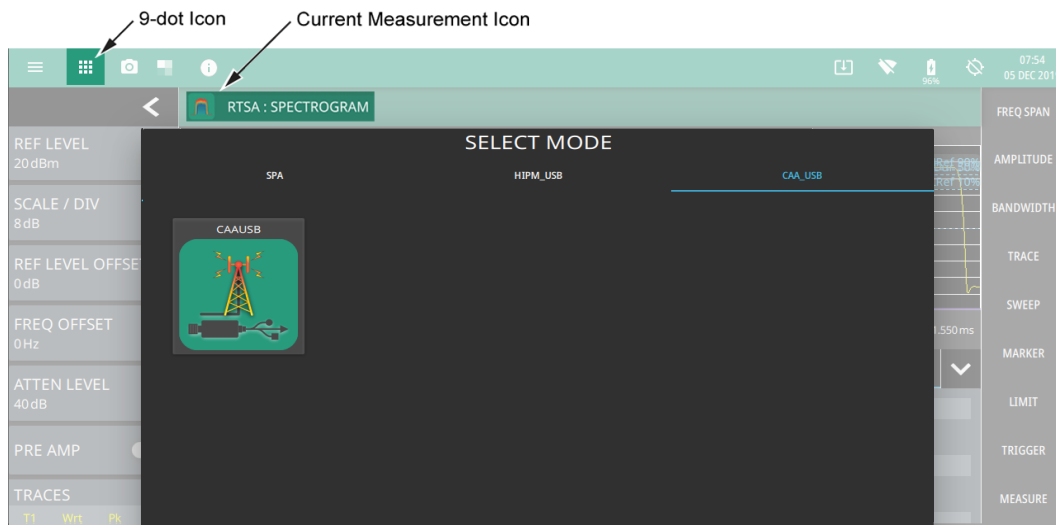 9-dot Icon
Current Measurement Icon
96%
07:54
05 DEC 201
RTSA : SPECTROGRAM
FREQ SPAN
REF LEVEL
20 dBm
SELECT MODE
AMPLITUDE
Ref 90%
Ref 10%
SPA
HIPM_USB
CAA_USB
SCALE / DIV
8 dB
BANDWIDTH
CAAUSB
REF LEVEL OFFSE
0 dB
TRACE
SWEEP
FREQ OFFSET
0 Hz
1.550 ms
MARKER
ATTEN LEVEL
40 dB
LIMIT
PRE AMP
TRIGGER
TRACES
MEASURE
T1 Wrt Pk